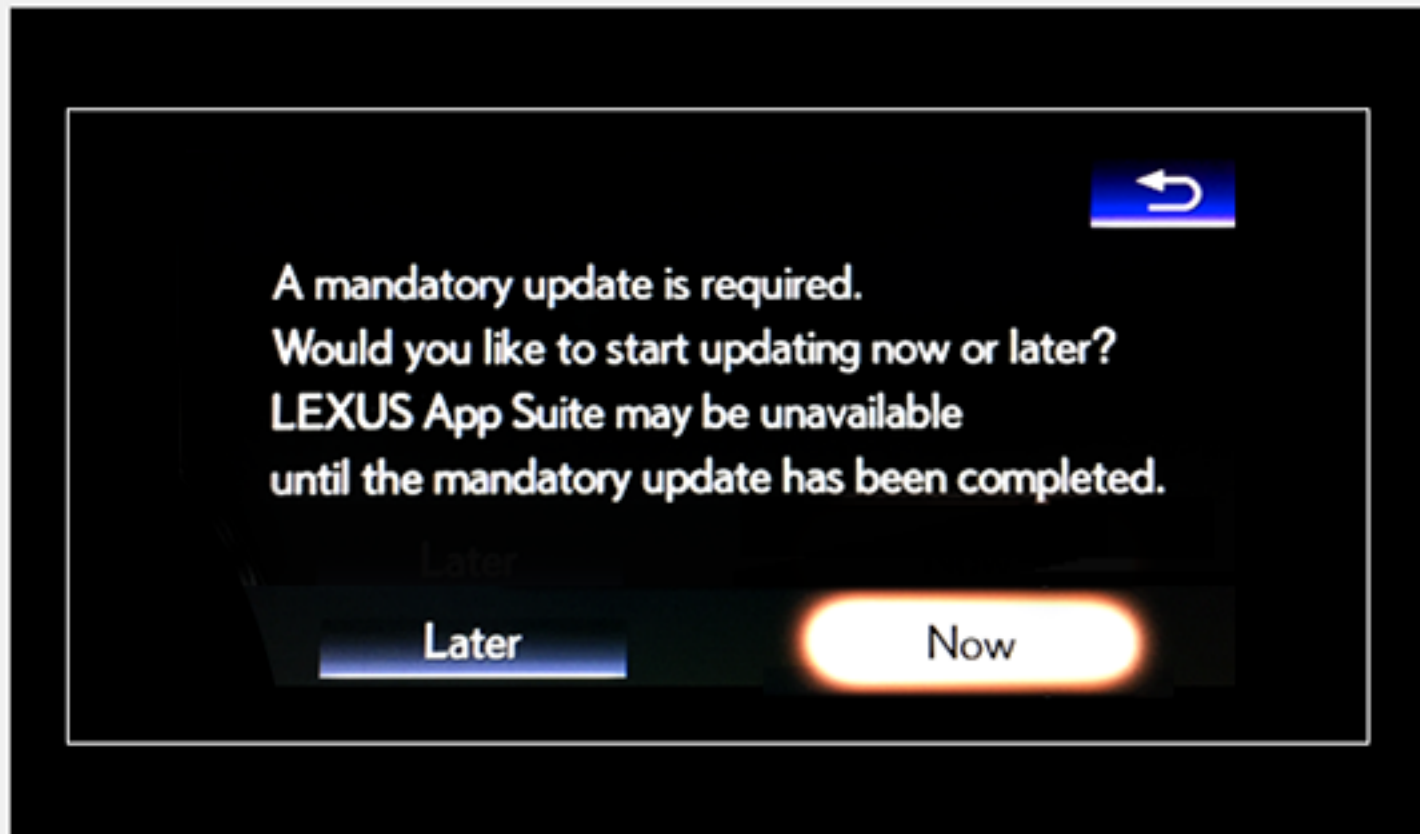 A mandatory update is required.
Would you like to start updating now or later?
LEXUS App Suite may be unavailable
until the mandatory update has been completed.
Later
Later Now